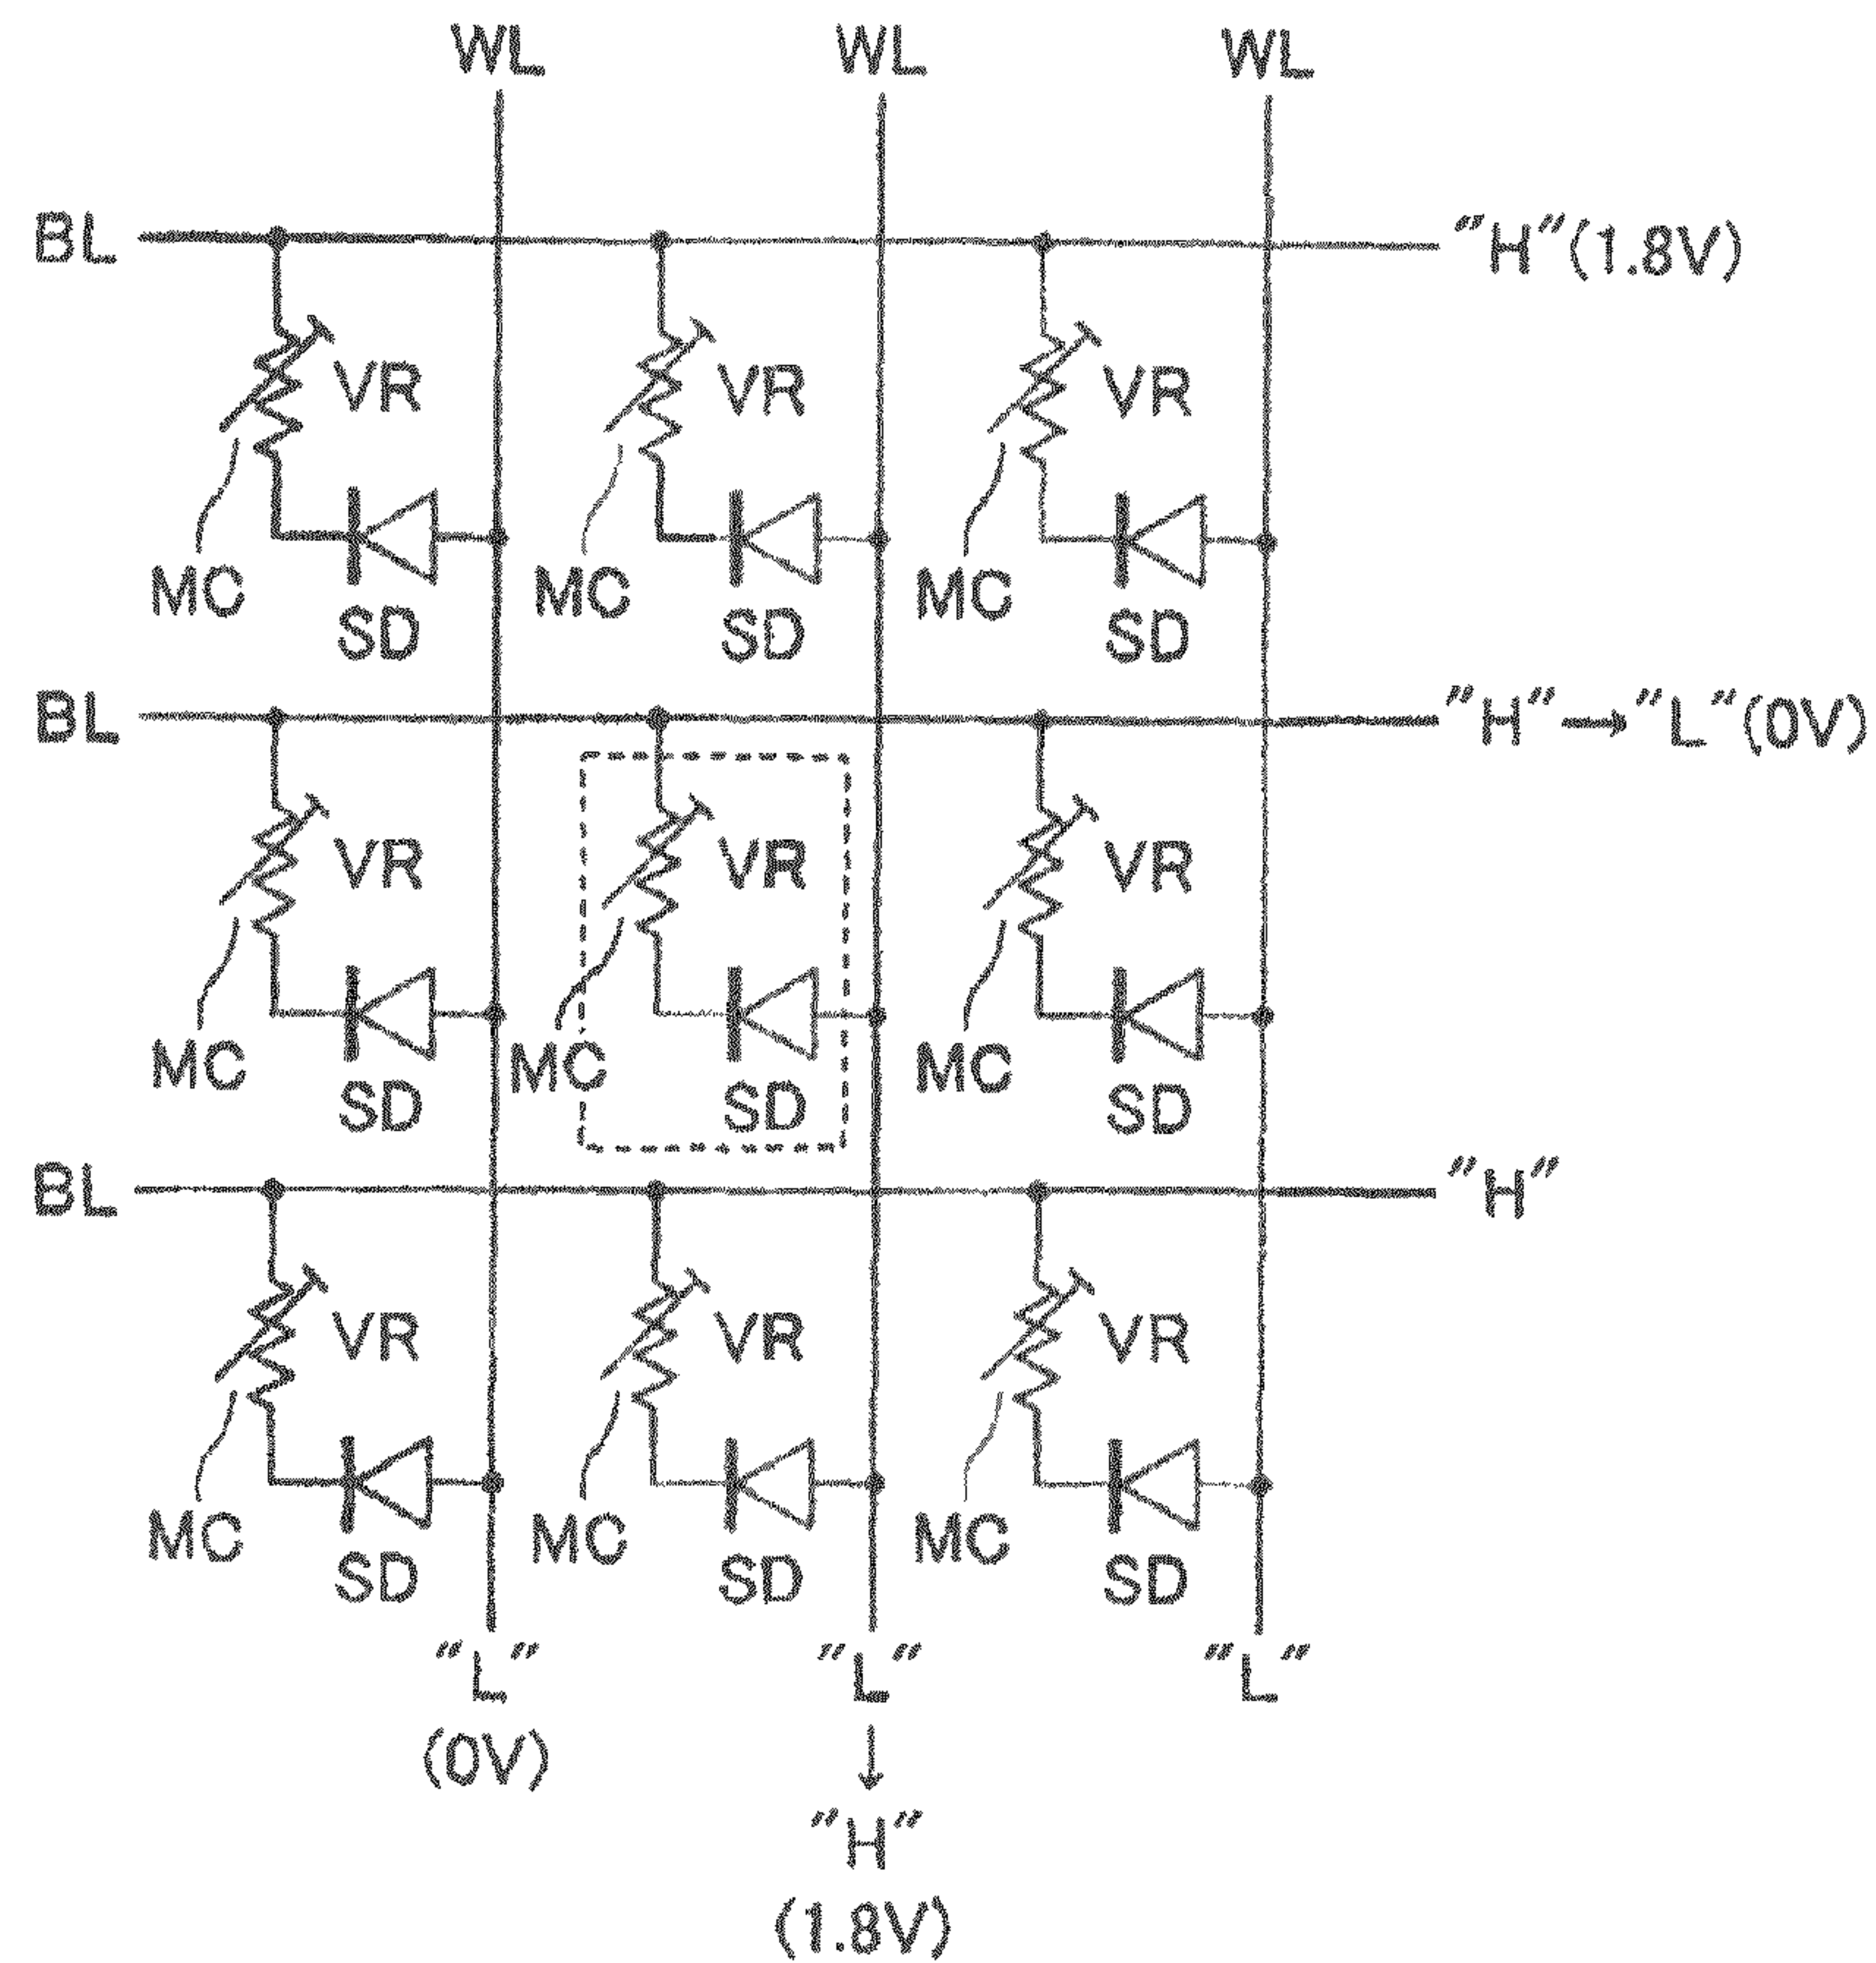 WL WL WL
BL "H"(1.8V)
VR VR VR
MC MC MC
SD SD SD
BL "H"→"L"(0V)
VR VR VR
MC MC MC
SD SD SD
BL "H"
VR VR VR
MC MC MC
SD SD SD
"L" "L" "L"
(0V) ↓
"H"
(1.8V)